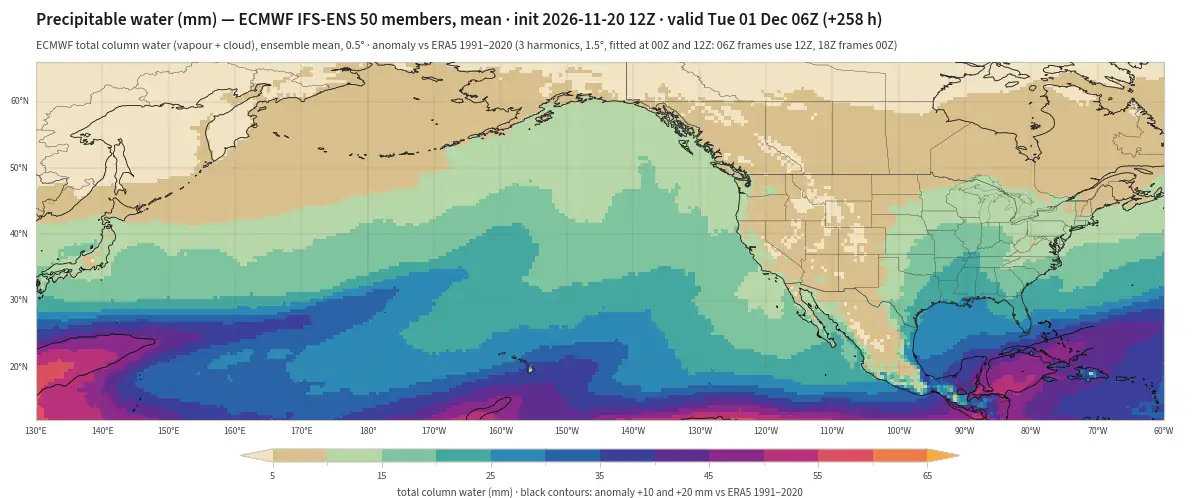 Precipitable water (mm) — ECMWF IFS-ENS 50 members, mean · init 2026-11-20 12Z · valid Tue 01 Dec 06Z (+258 h)
ECMWF total column water (vapour + cloud), ensemble mean, 0.5° · anomaly vs ERA5 1991–2020 (3 harmonics, 1.5°, fitted at 00Z and 12Z: 06Z frames use 12Z, 18Z frames 00Z)
60°N
50°N
40°N
30°N
20°N
130°E 140°E 150°E 160°E 170°E 180° 170°W 160°W 150°W 140°W 130°W 120°W 110°W 100°W 90°W 80°W 70°W 60°W
5 15 25 35 45 55 65
total column water (mm) · black contours: anomaly +10 and +20 mm vs ERA5 1991–2020